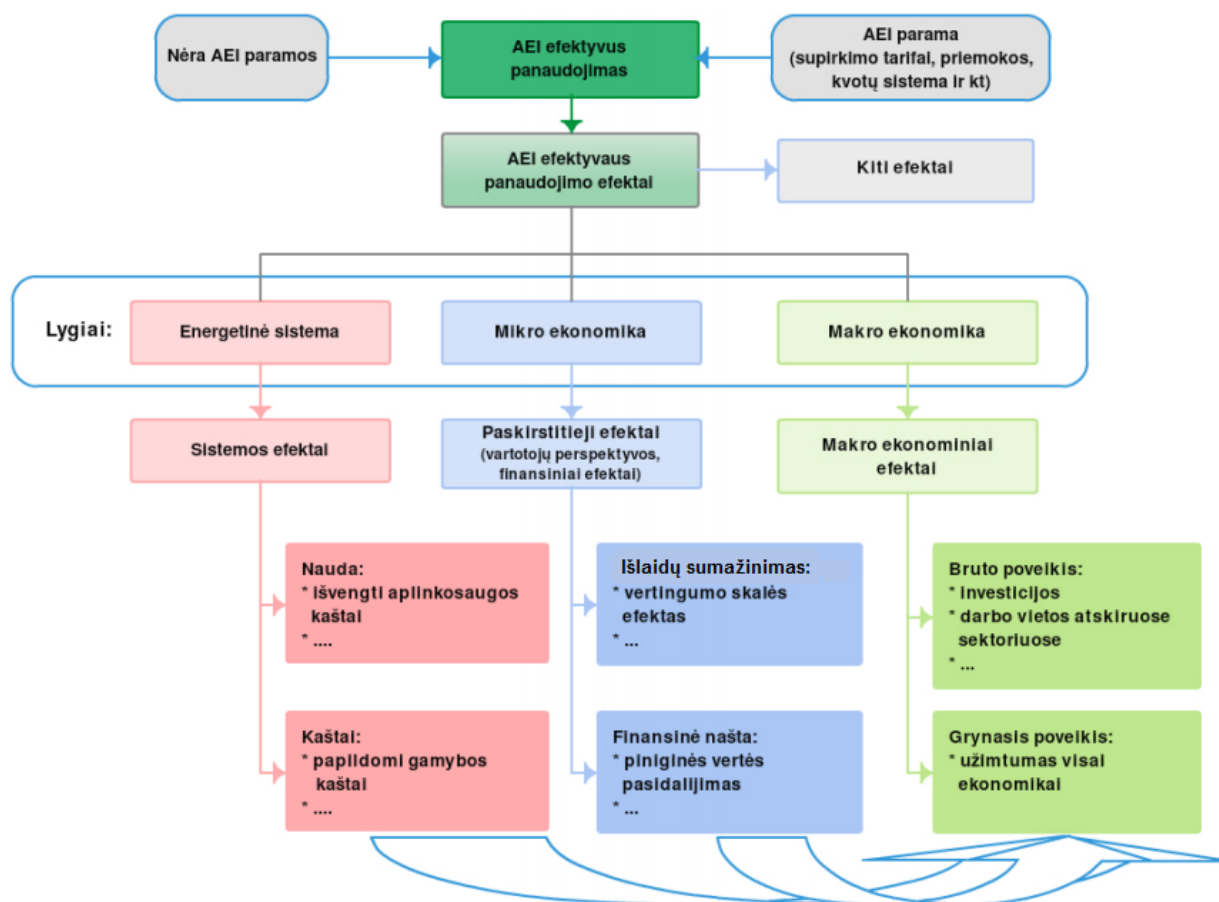 Nėra AEI paramos
AEI efektyvus
panaudojimas
AEI parama
(supirkimo tarifai, priemokos,
kvotų sistema ir kt)
AEI efektyvaus
panaudojimo efektai
Kiti efektai
Lygiai:
Energetinė sistema
Mikro ekonomika
Makro ekonomika
Sistemos efektai
Paskirstitieji efektai
(vartotojų perspektyvos,
finansiniai efektai)
Makro ekonominiai
efektai
Nauda:
* išvengti aplinkosaugos
kaštai
* ....
Išlaidų sumažinimas:
* vertingumo skalės
efektas
* ...
Bruto poveikis:
* investicijos
* darbo vietos atskiruose
sektoriuose
* ...
Kaštai:
* papildomi gamybos
kaštai
* ....
Finansinė našta:
* piniginės vertės
pasidalijimas
* ...
Grynasis poveikis:
* užimtumas visai
ekonomikai